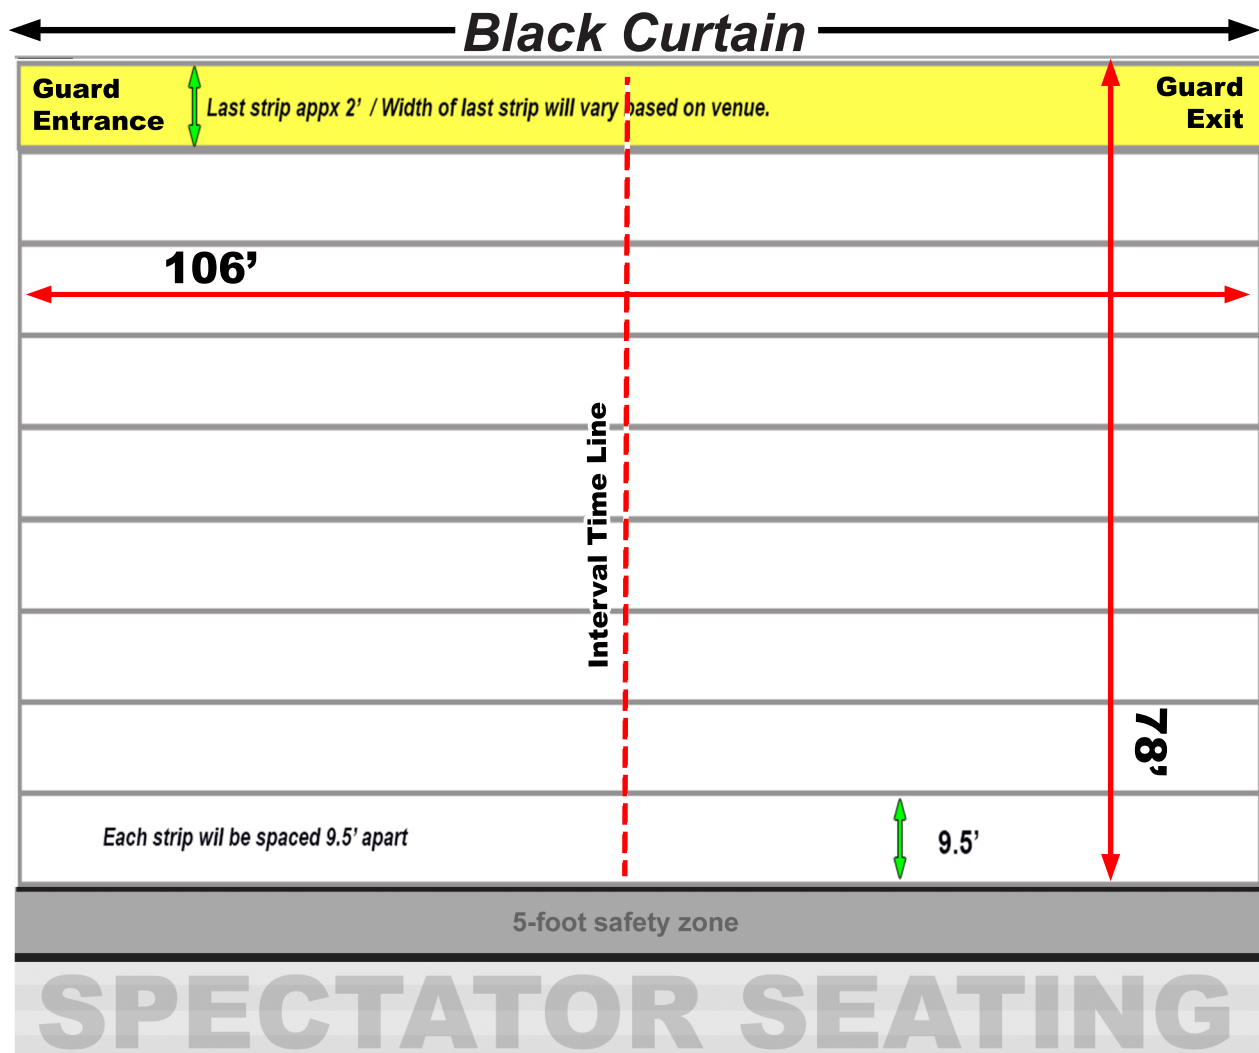 Black Curtain
Guard
Entrance
Last strip appx 2’ / Width of last strip will vary based on venue.
Guard
Exit
106’
Interval Time Line
78’
Each strip wil be spaced 9.5’ apart
9.5’
5-foot safety zone
SPECTATOR SEATING